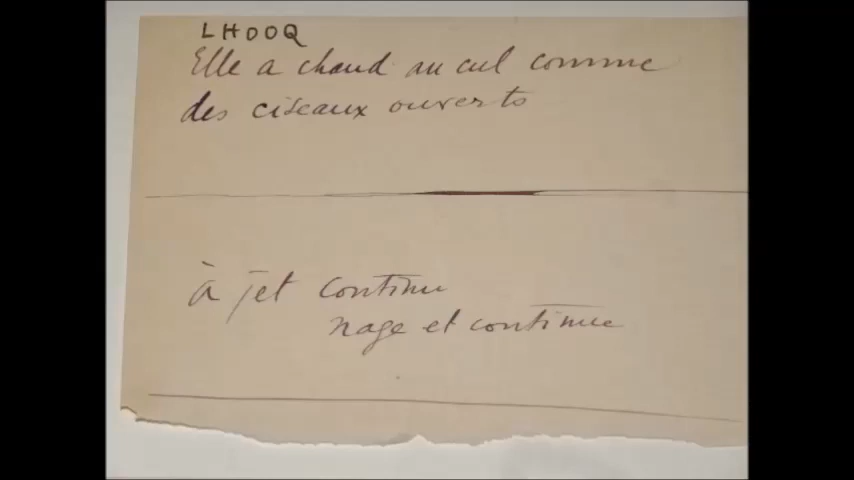 LHOOQ
Elle a chaud au cul comme
des ciseaux ouverts
à jet continu
nage et continue